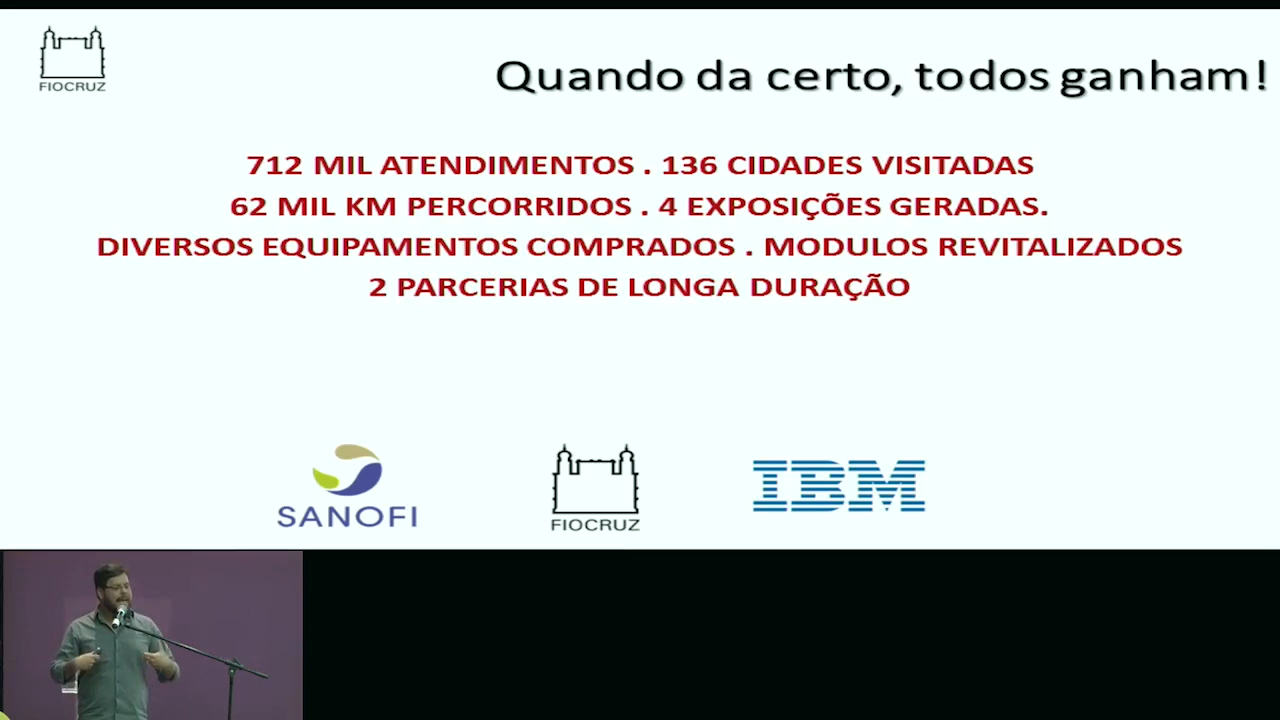 FIOCRUZ
Quando da certo, todos ganham!
712 MIL ATENDIMENTOS . 136 CIDADES VISITADAS
62 MIL KM PERCORRIDOS . 4 EXPOSIÇÕES GERADAS.
DIVERSOS EQUIPAMENTOS COMPRADOS . MODULOS REVITALIZADOS
2 PARCERIAS DE LONGA DURAÇÃO
SANOFI
FIOCRUZ
IBM